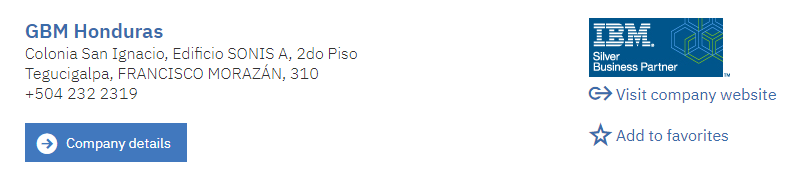 GBM Honduras
Colonia San Ignacio, Edificio SONIS A, 2do Piso
Tegucigalpa, FRANCISCO MORAZÁN, 310
+504 232 2319
Company details
IBM.
Silver
Business Partner
TM
Visit company website
Add to favorites